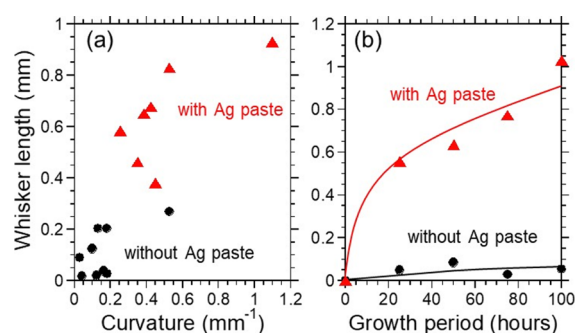 (a)
with Ag paste
without Ag paste
Whisker length (mm)
1
0.8
0.6
0.4
0.2
0
0 0.2 0.4 0.6 0.8 1 1.2
Curvature (mm⁻¹)
(b)
with Ag paste
without Ag paste
1.2
1
0.8
0.6
0.4
0.2
0
0 20 40 60 80 100
Growth period (hours)